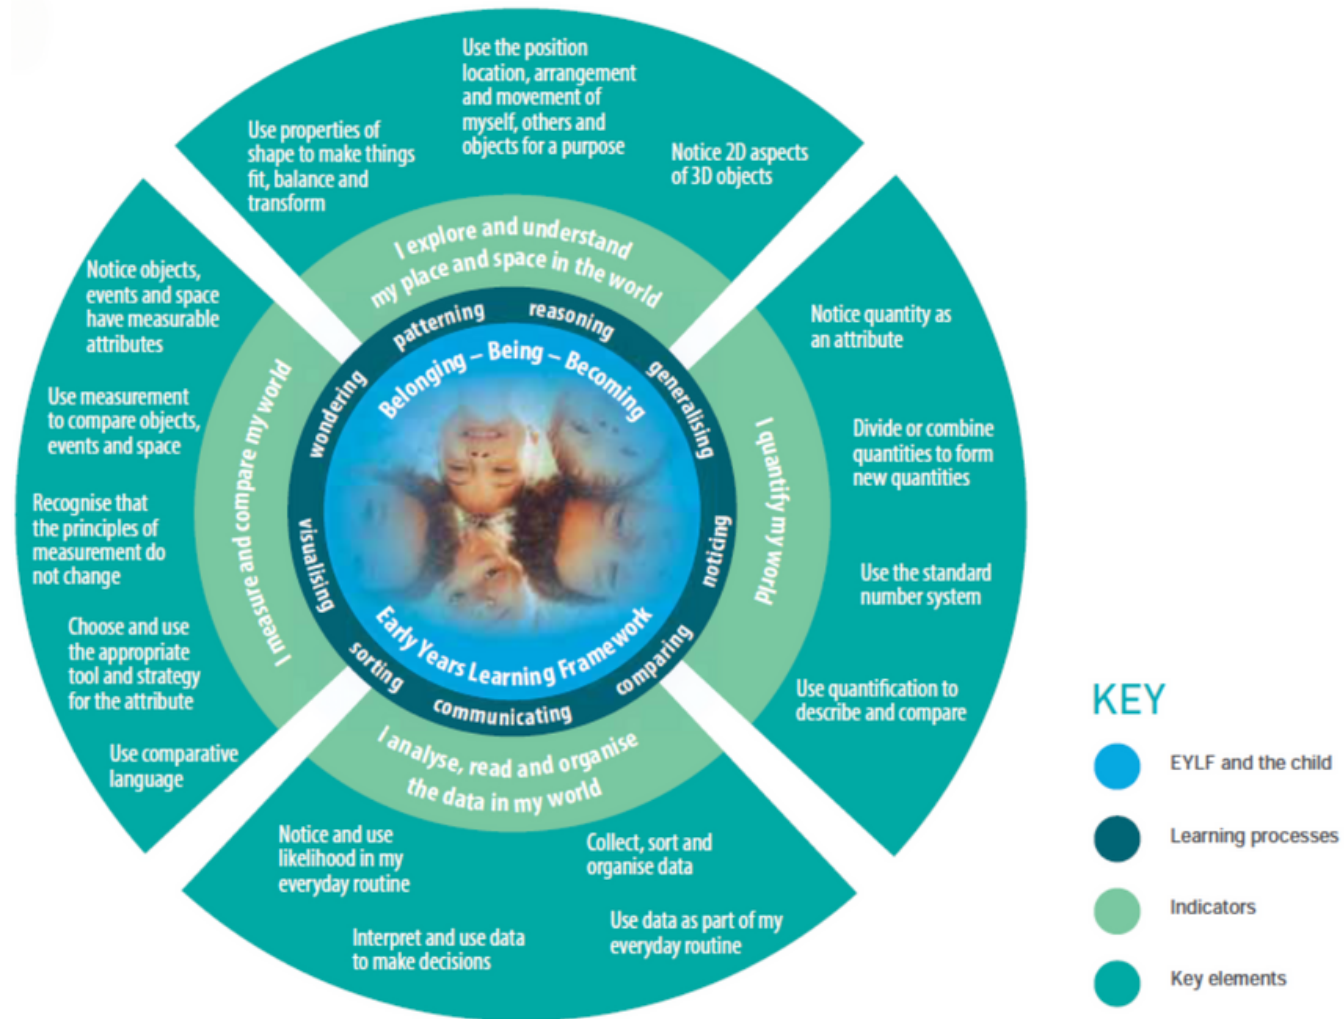 Use the position
location, arrangement
and movement of
myself, others and
objects for a purpose
Use properties of
shape to make things
fit, balance and
transform
Notice 2D aspects
of 3D objects
I explore and understand
my place and space in the world
Notice objects,
events and space
have measurable
attributes
Use measurement
to compare objects,
events and space
Recognise that
the principles of
measurement do
not change
Choose and use
the appropriate
tool and strategy
for the attribute
Use comparative
language
I measure and compare my world
Notice quantity as
an attribute
Divide or combine
quantities to form
new quantities
Use the standard
number system
Use quantification to
describe and compare
I quantify my world
patterning
reasoning
generalising
noticing
comparing
communicating
sorting
visualising
wondering
Belonging – Being – Becoming
Early Years Learning Framework
I analyse, read and organise
the data in my world
Notice and use
likelihood in my
everyday routine
Collect, sort and
organise data
Interpret and use data
to make decisions
Use data as part of my
everyday routine
KEY
EYLF and the child
Learning processes
Indicators
Key elements